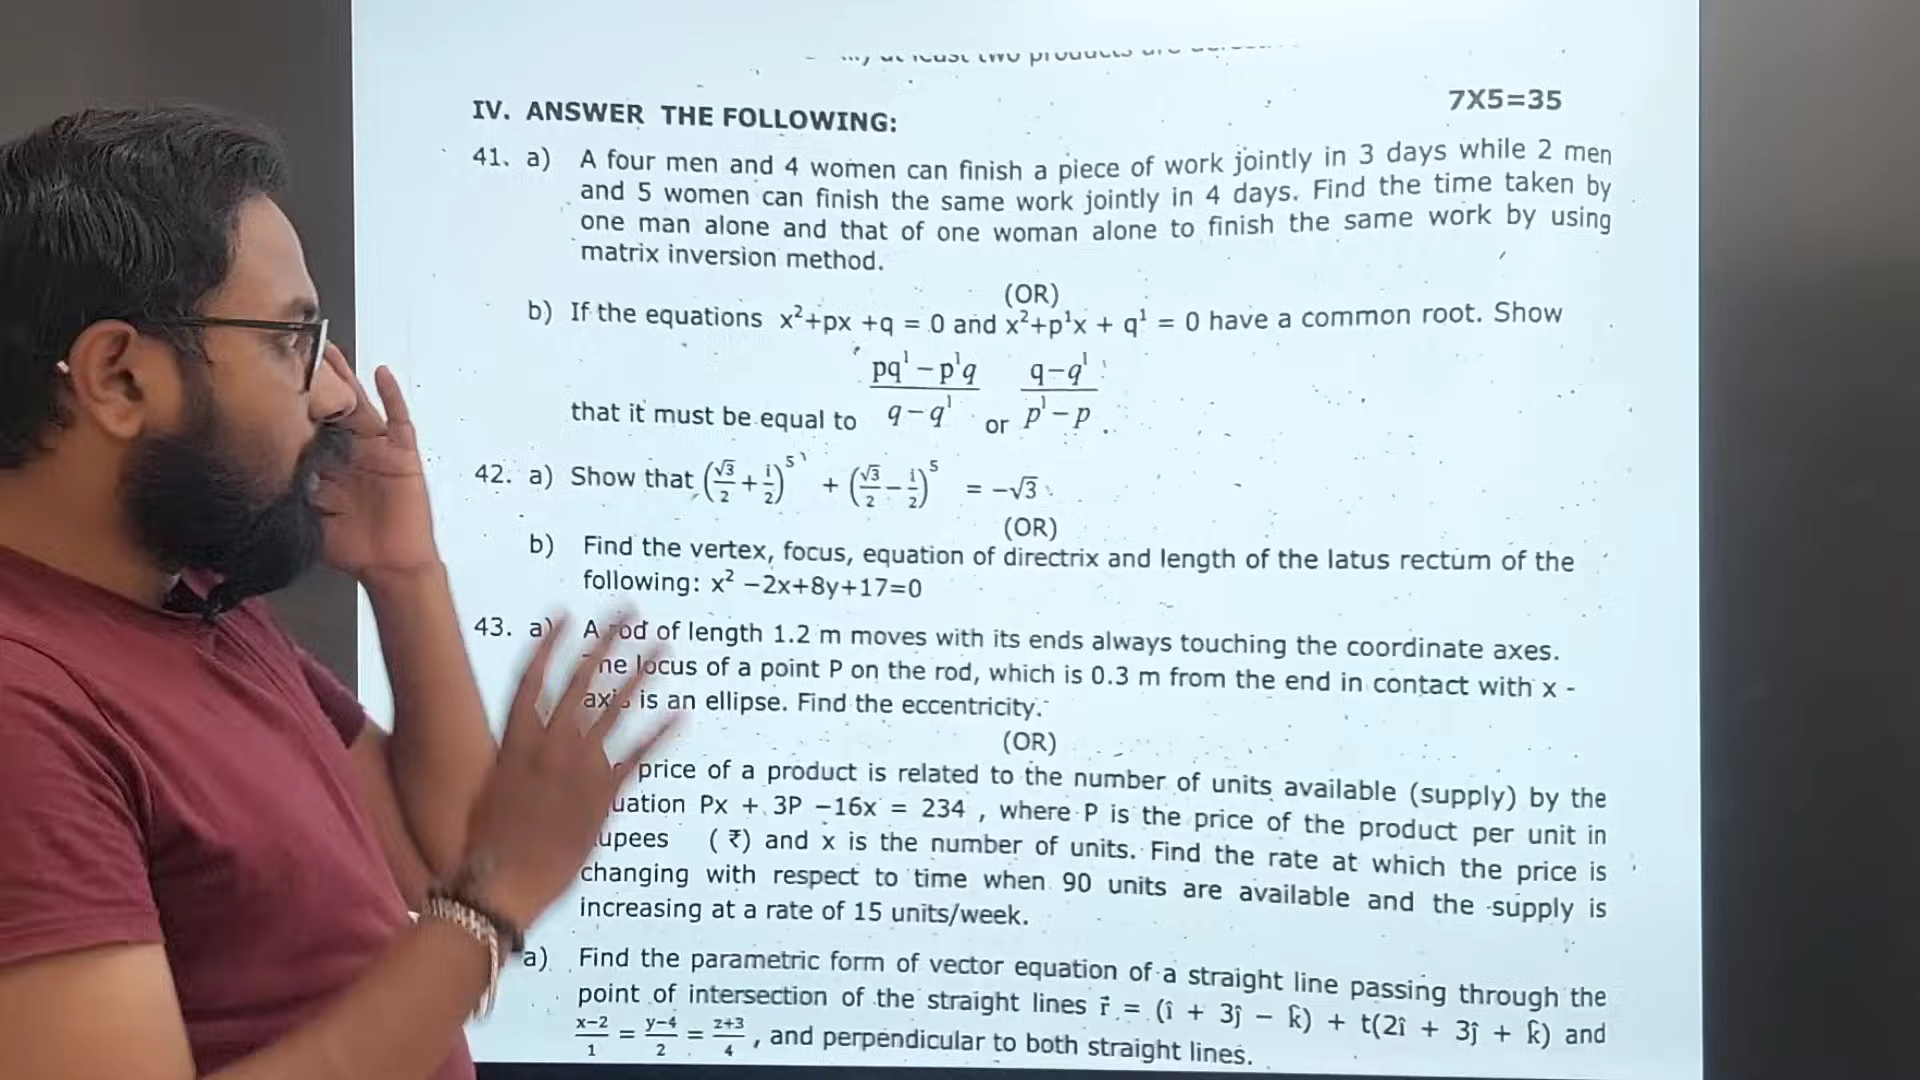 at least two products are
7X5=35
IV. ANSWER THE FOLLOWING:
41. a) A four men and 4 women can finish a piece of work jointly in 3 days while 2 men
and 5 women can finish the same work jointly in 4 days. Find the time taken by
one man alone and that of one woman alone to finish the same work by using
matrix inversion method.
(OR)
b) If the equations x²+px +q = 0 and x²+p¹x + q¹ = 0 have a common root. Show
that it must be equal to (pq¹ − p¹q)/(q − q¹) or (q − q¹)/(p¹ − p).
42. a) Show that (√3/2 + i/2)⁵ + (√3/2 − i/2)⁵ = −√3
(OR)
b) Find the vertex, focus, equation of directrix and length of the latus rectum of the
following: x² −2x+8y+17=0
43. a) A rod of length 1.2 m moves with its ends always touching the coordinate axes.
locus of a point P on the rod, which is 0.3 m from the end in contact with x -
axis is an ellipse. Find the eccentricity.
(OR)
price of a product is related to the number of units available (supply) by the
uation Px + 3P −16x = 234 , where P is the price of the product per unit in
upees ( ₹) and x is the number of units. Find the rate at which the price is
changing with respect to time when 90 units are available and the supply is
increasing at a rate of 15 units/week.
a) Find the parametric form of vector equation of a straight line passing through the
point of intersection of the straight lines r⃗ = (î + 3ĵ − k̂) + t(2î + 3ĵ + k̂) and
(x−2)/1 = (y−4)/2 = (z+3)/4 , and perpendicular to both straight lines.